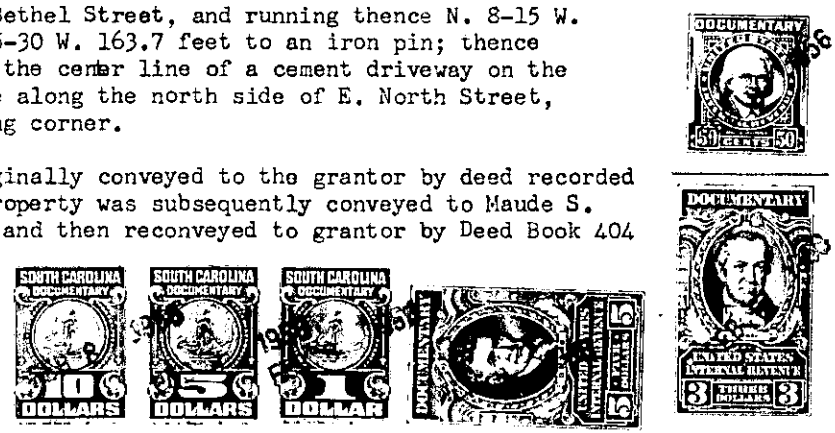 Bethel Street, and running thence N. 8-15 W.
5-30 W. 163.7 feet to an iron pin; thence
the center line of a cement driveway on the
along the north side of E. North Street,
ng corner.
ginally conveyed to the grantor by deed recorded
roperty was subsequently conveyed to Maude S.
and then reconveyed to grantor by Deed Book 404
DOCUMENTARY
50 CENTS 50
DOCUMENTARY
UNITED STATES
INTERNAL REVENUE
3 THREE DOLLARS 3
SOUTH CAROLINA
DOCUMENTARY
10
DOLLARS
SOUTH CAROLINA
DOCUMENTARY
5
DOLLARS
SOUTH CAROLINA
DOCUMENTARY
1
DOLLAR
DOCUMENTARY
UNITED STATES
INTERNAL REVENUE